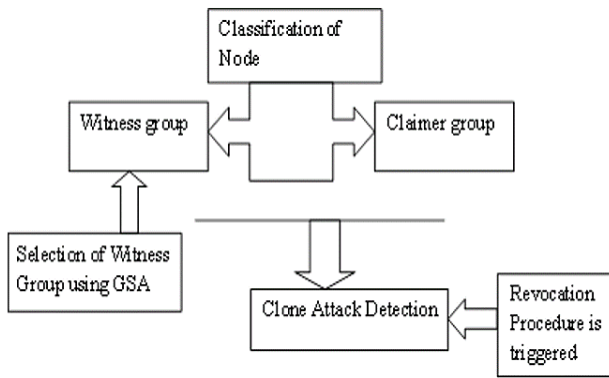 Classification of
Node
Witness group
Claimer group
Selection of Witness
Group using GSA
Clone Attack Detection
Revocation
Procedure is
triggered